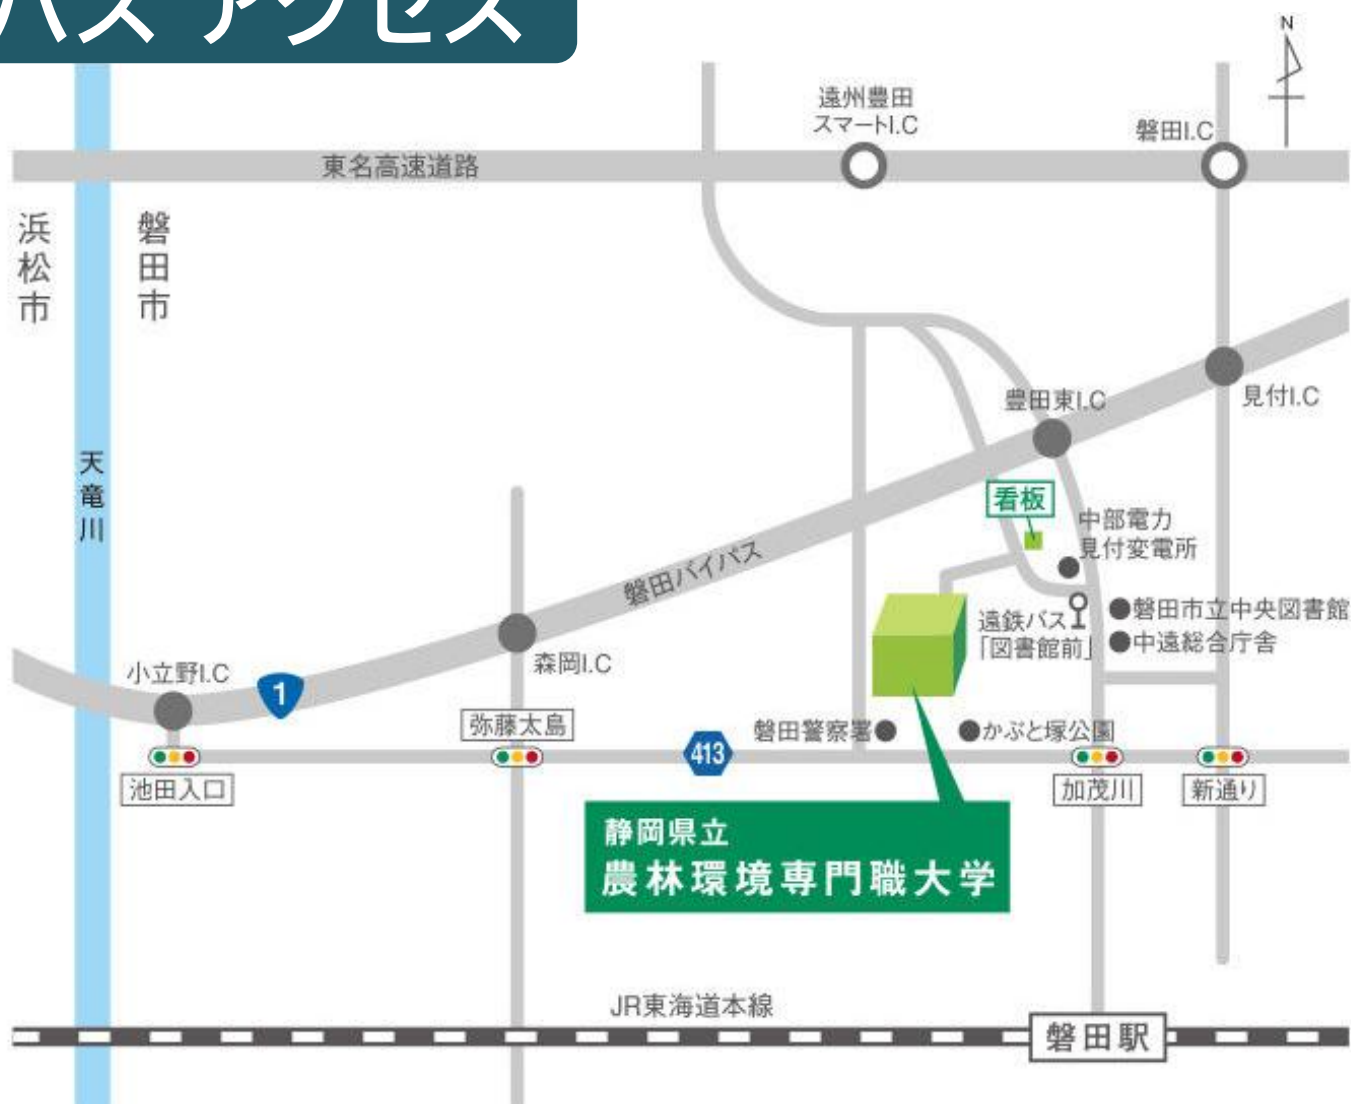 パス アクセス
N
遠州豊田
スマートI.C
磐田I.C
東名高速道路
浜松市
磐田市
見付I.C
豊田東I.C
天竜川
看板
中部電力
見付変電所
磐田バイパス
遠鉄バス
「図書館前」
磐田市立中央図書館
中遠総合庁舎
小立野I.C
1
森岡I.C
弥藤太島
413
磐田警察署
かぶと塚公園
池田入口
加茂川
新通り
静岡県立
農林環境専門職大学
JR東海道本線
磐田駅